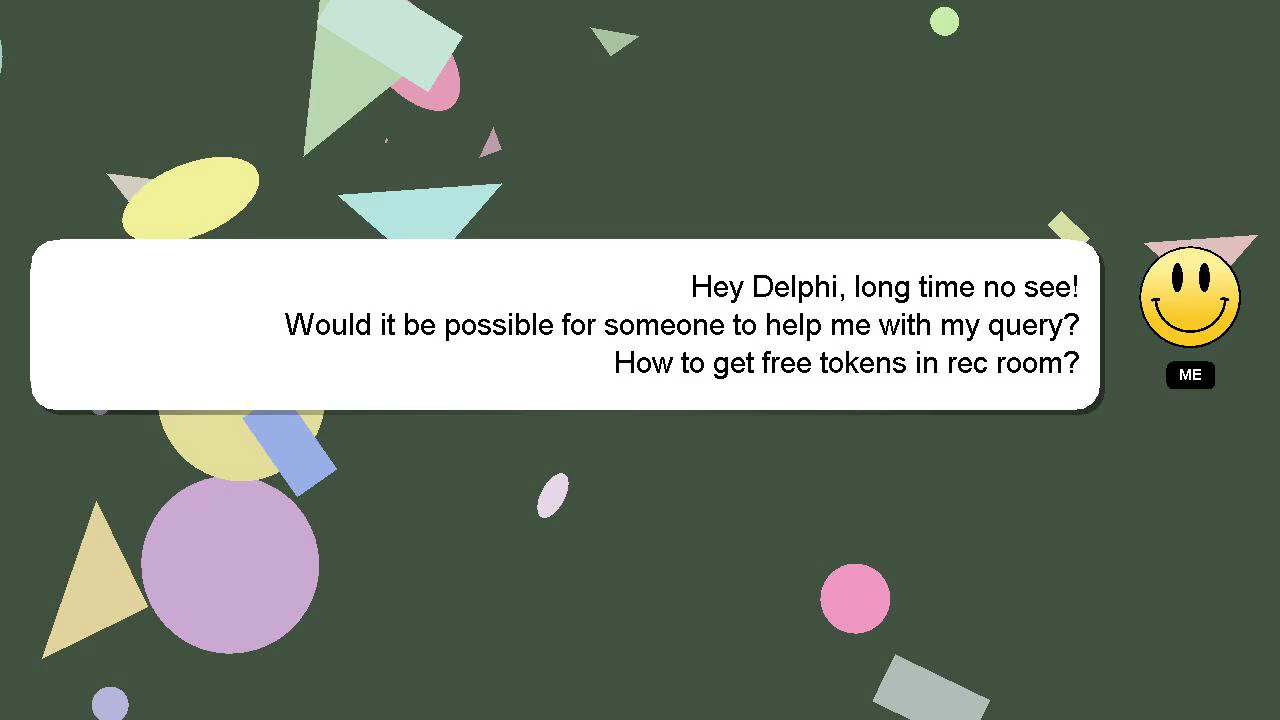 Hey Delphi, long time no see!
Would it be possible for someone to help me with my query?
How to get free tokens in rec room?
ME